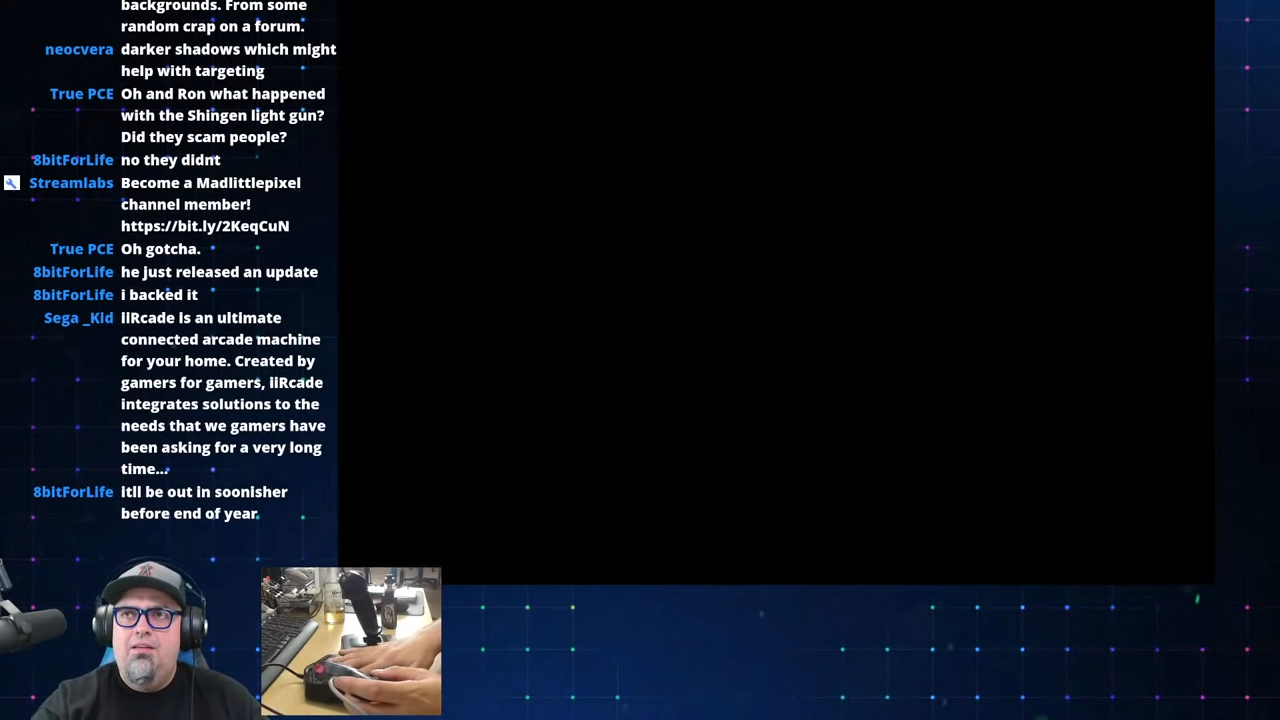 backgrounds. From some
random crap on a forum.
neocvera darker shadows which might
help with targeting
True PCE Oh and Ron what happened
with the Shingen light gun?
Did they scam people?
8bitForLife no they didnt
Streamlabs Become a Madlittlepixel
channel member!
https://bit.ly/2KeqCuN
True PCE Oh gotcha.
8bitForLife he just released an update
8bitForLife i backed it
Sega _Kid iiRcade is an ultimate
connected arcade machine
for your home. Created by
gamers for gamers, iiRcade
integrates solutions to the
needs that we gamers have
been asking for a very long
time...
8bitForLife itll be out in soonisher
before end of year